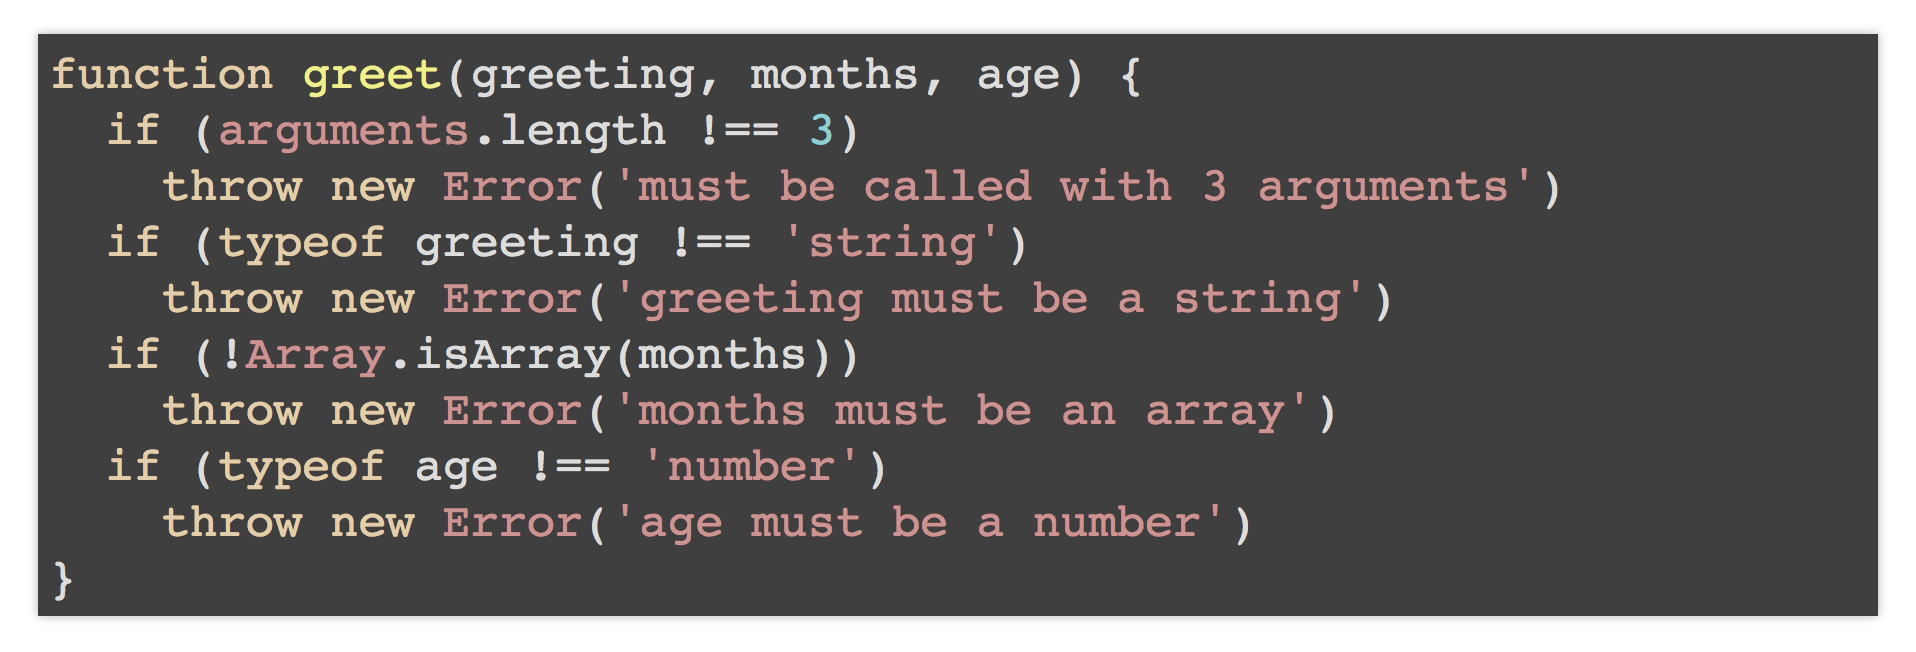 function greet(greeting, months, age) {
  if (arguments.length !== 3)
    throw new Error('must be called with 3 arguments')
  if (typeof greeting !== 'string')
    throw new Error('greeting must be a string')
  if (!Array.isArray(months))
    throw new Error('months must be an array')
  if (typeof age !== 'number')
    throw new Error('age must be a number')
}